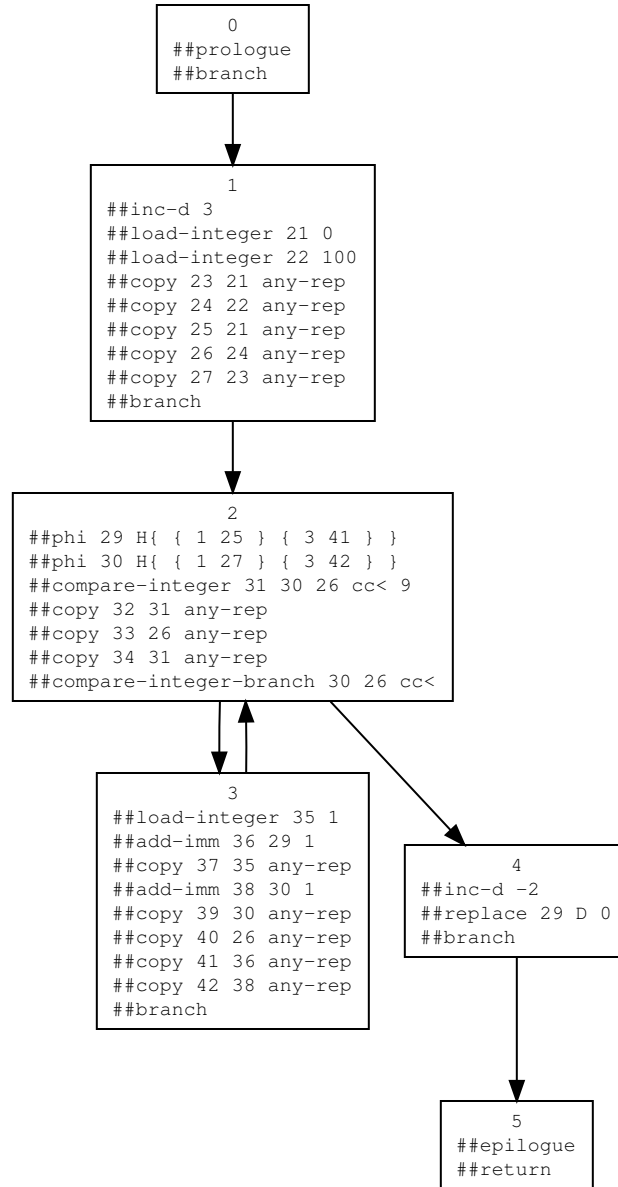 0
##prologue
##branch
1
##inc-d 3
##load-integer 21 0
##load-integer 22 100
##copy 23 21 any-rep
##copy 24 22 any-rep
##copy 25 21 any-rep
##copy 26 24 any-rep
##copy 27 23 any-rep
##branch
2
##phi 29 H{ { 1 25 } { 3 41 } }
##phi 30 H{ { 1 27 } { 3 42 } }
##compare-integer 31 30 26 cc< 9
##copy 32 31 any-rep
##copy 33 26 any-rep
##copy 34 31 any-rep
##compare-integer-branch 30 26 cc<
3
##load-integer 35 1
##add-imm 36 29 1
##copy 37 35 any-rep
##add-imm 38 30 1
##copy 39 30 any-rep
##copy 40 26 any-rep
##copy 41 36 any-rep
##copy 42 38 any-rep
##branch
4
##inc-d -2
##replace 29 D 0
##branch
5
##epilogue
##return